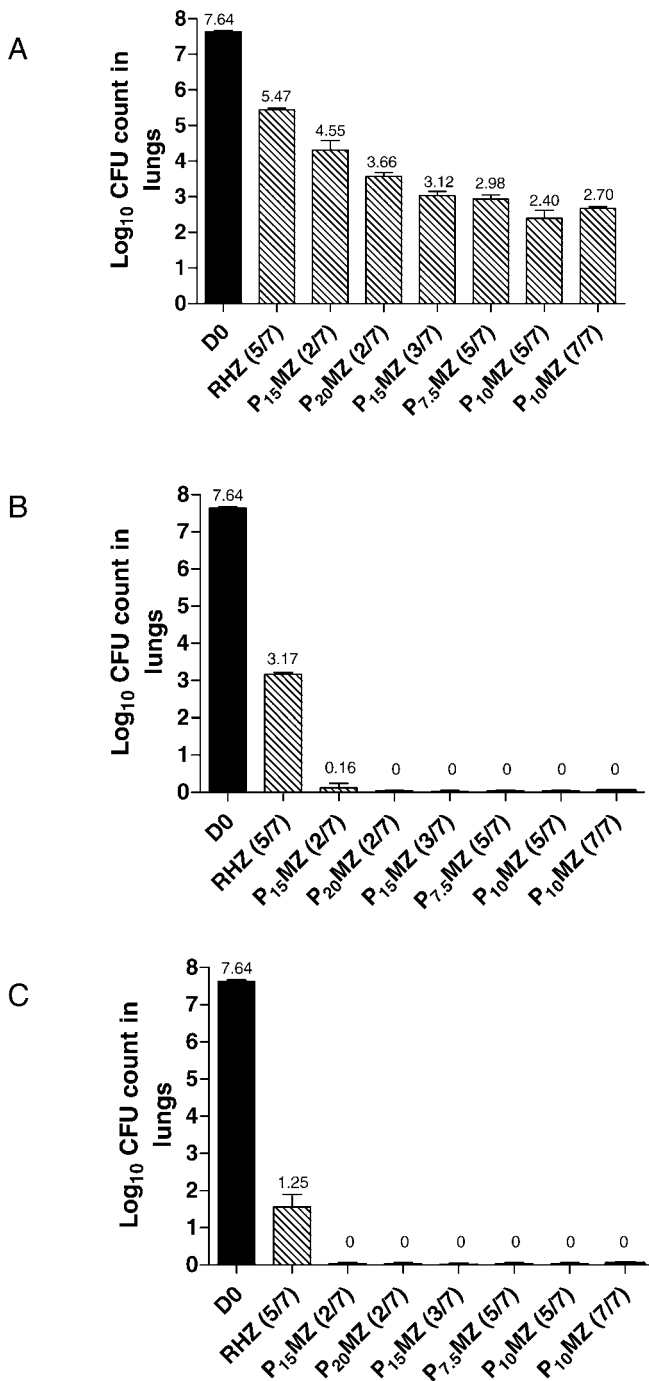 A
Log10 CFU count in
lungs
8
7
6
5
4
3
2
1
0
7.64
5.47
4.55
3.66
3.12
2.98
2.40
2.70
D0
RHZ (5/7)
P15MZ (2/7)
P20MZ (2/7)
P15MZ (3/7)
P7.5MZ (5/7)
P10MZ (5/7)
P10MZ (7/7)
B
Log10 CFU count in
lungs
8
7
6
5
4
3
2
1
0
7.64
3.17
0.16
0
0
0
0
0
D0
RHZ (5/7)
P15MZ (2/7)
P20MZ (2/7)
P15MZ (3/7)
P7.5MZ (5/7)
P10MZ (5/7)
P10MZ (7/7)
C
Log10 CFU count in
lungs
8
7
6
5
4
3
2
1
0
7.64
1.25
0
0
0
0
0
0
D0
RHZ (5/7)
P15MZ (2/7)
P20MZ (2/7)
P15MZ (3/7)
P7.5MZ (5/7)
P10MZ (5/7)
P10MZ (7/7)